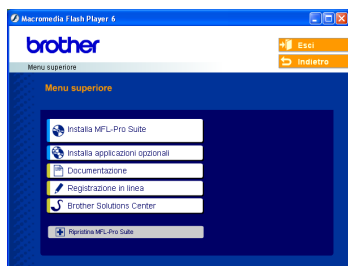 Macromedia Flash Player 6
brother
Esci
Menu superiore
Indietro
Menu superiore
Installa MFL-Pro Suite
Installa applicazioni opzionali
Documentazione
Registrazione in linea
Brother Solutions Center
Ripristina MFL-Pro Suite